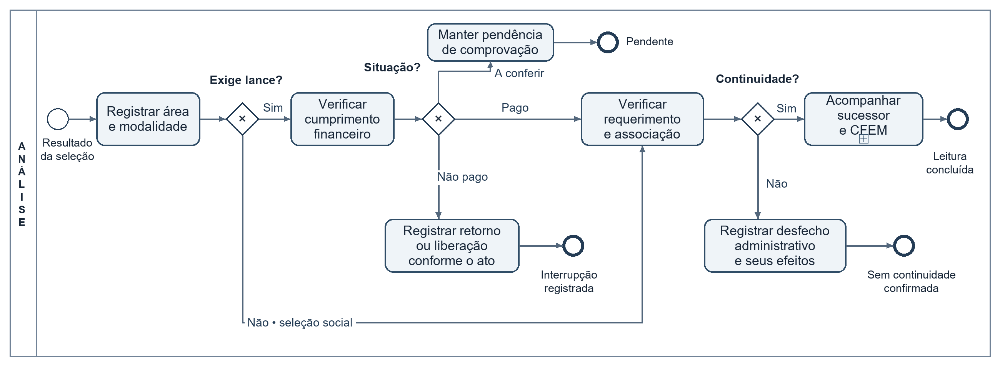 ANÁLISE
Resultado
da seleção
Registrar área
e modalidade
Exige lance?
Sim
Verificar
cumprimento
financeiro
Situação?
Manter pendência
de comprovação
Pendente
A conferir
Pago
Não pago
Registrar retorno
ou liberação
conforme o ato
Interrupção
registrada
Não • seleção social
Verificar
requerimento
e associação
Continuidade?
Sim
Acompanhar
sucessor
e CFEM
Leitura
concluída
Não
Registrar desfecho
administrativo
e seus efeitos
Sem continuidade
confirmada